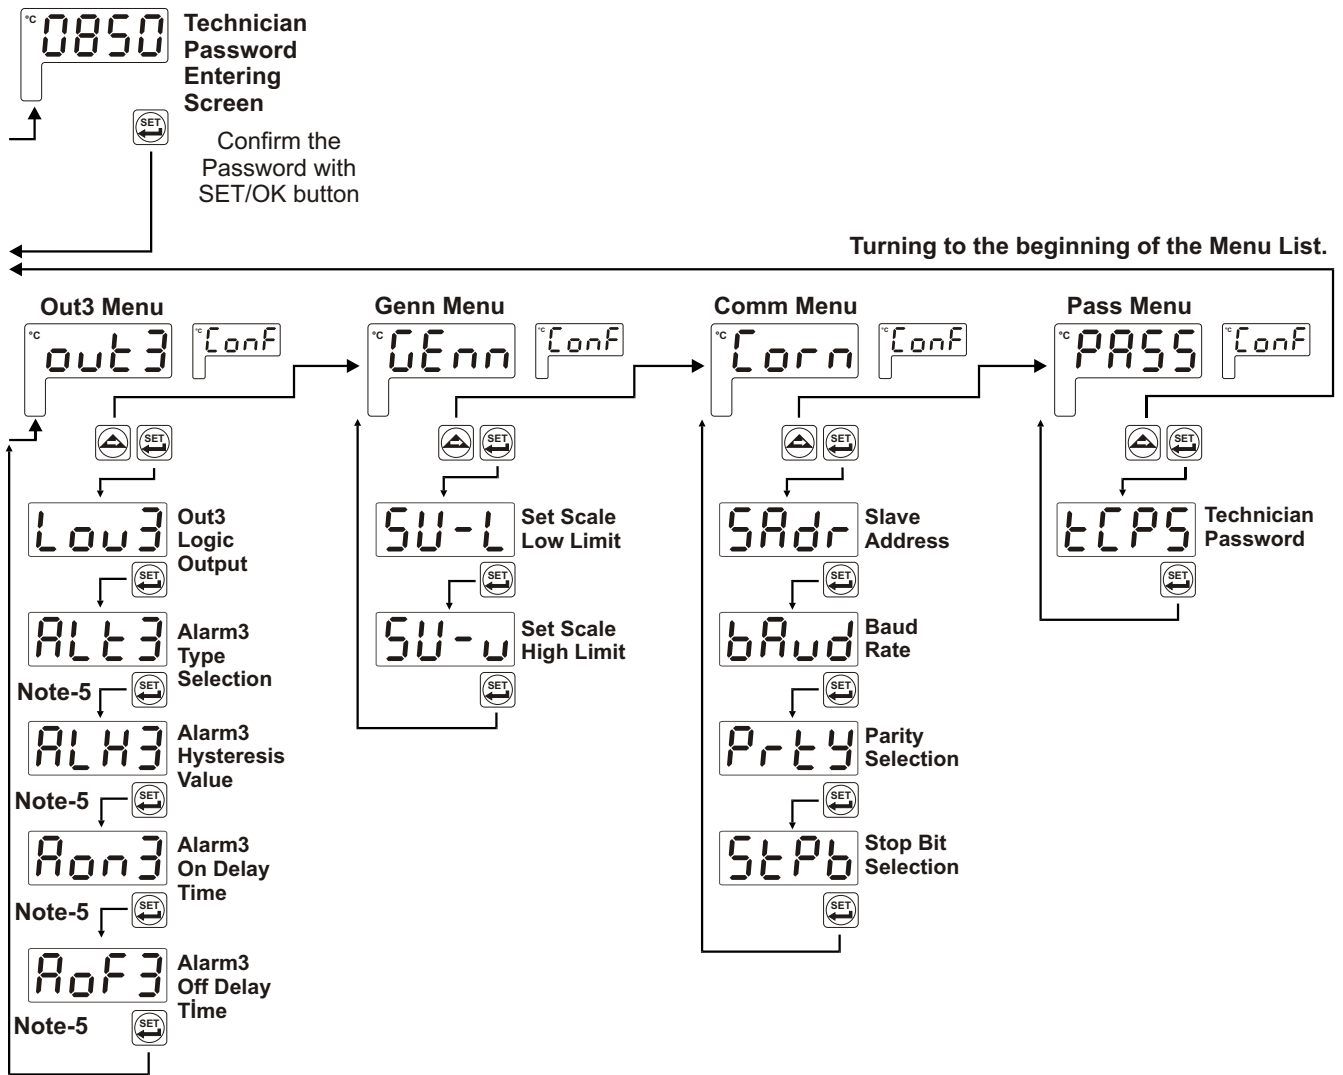 °C
0850
Technician
Password
Entering
Screen
SET
Confirm the
Password with
SET/OK button
Turning to the beginning of the Menu List.
Out3 Menu
°C
out3
°C
ConF
SET
Lou3
Out3
Logic
Output
SET
ALt3
Alarm3
Type
Selection
Note-5
SET
ALH3
Alarm3
Hysteresis
Value
Note-5
SET
Aon3
Alarm3
On Delay
Time
Note-5
SET
AoF3
Alarm3
Off Delay
Tİme
Note-5
SET
Genn Menu
°C
GEnn
°C
ConF
SET
SU-L
Set Scale
Low Limit
SET
SU-u
Set Scale
High Limit
SET
Comm Menu
°C
Corn
°C
ConF
SET
SAdr
Slave
Address
SET
bAud
Baud
Rate
SET
PrtY
Parity
Selection
SET
StPb
Stop Bit
Selection
SET
Pass Menu
°C
PASS
°C
ConF
SET
tCPS
Technician
Password
SET